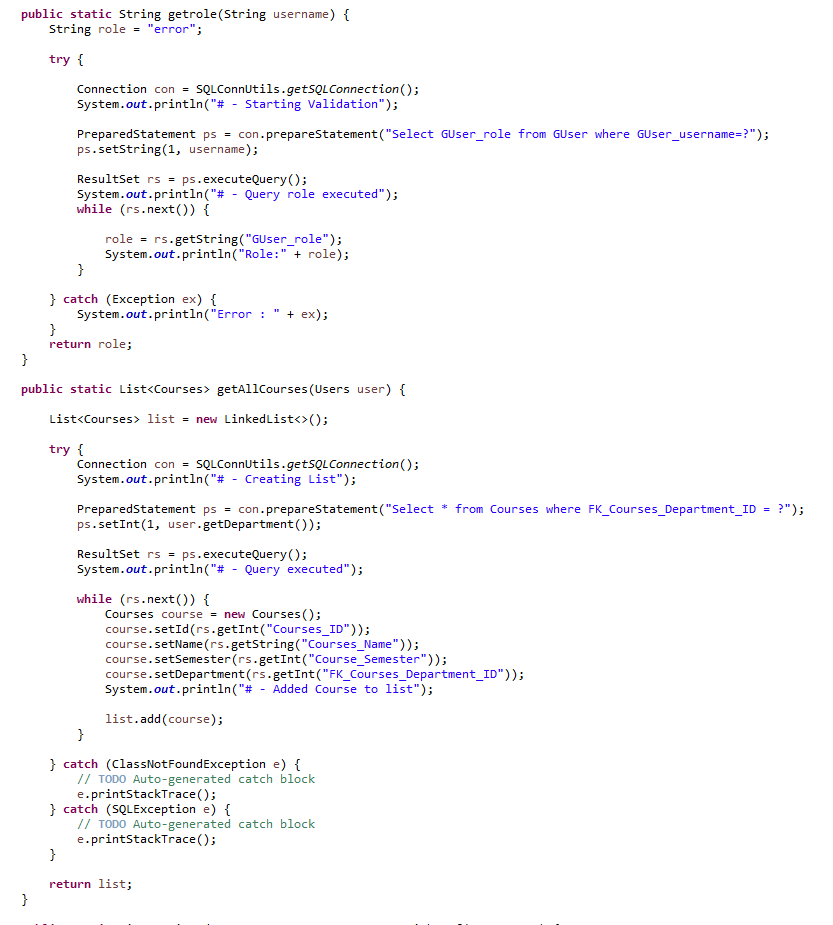 public static String getrole(String username) {
    String role = "error";

    try {

        Connection con = SQLConnUtils.getSQLConnection();
        System.out.println("# - Starting Validation");

        PreparedStatement ps = con.prepareStatement("Select GUser_role from GUser where GUser_username=?");
        ps.setString(1, username);

        ResultSet rs = ps.executeQuery();
        System.out.println("# - Query role executed");
        while (rs.next()) {

            role = rs.getString("GUser_role");
            System.out.println("Role:" + role);
        }

    } catch (Exception ex) {
        System.out.println("Error : " + ex);
    }
    return role;
}

public static List<Courses> getAllCourses(Users user) {

    List<Courses> list = new LinkedList<>();

    try {
        Connection con = SQLConnUtils.getSQLConnection();
        System.out.println("# - Creating List");

        PreparedStatement ps = con.prepareStatement("Select * from Courses where FK_Courses_Department_ID = ?");
        ps.setInt(1, user.getDepartment());

        ResultSet rs = ps.executeQuery();
        System.out.println("# - Query executed");

        while (rs.next()) {
            Courses course = new Courses();
            course.setId(rs.getInt("Courses_ID"));
            course.setName(rs.getString("Courses_Name"));
            course.setSemester(rs.getInt("Course_Semester"));
            course.setDepartment(rs.getInt("FK_Courses_Department_ID"));
            System.out.println("# - Added Course to list");

            list.add(course);
        }

    } catch (ClassNotFoundException e) {
        // TODO Auto-generated catch block
        e.printStackTrace();
    } catch (SQLException e) {
        // TODO Auto-generated catch block
        e.printStackTrace();
    }

    return list;
}